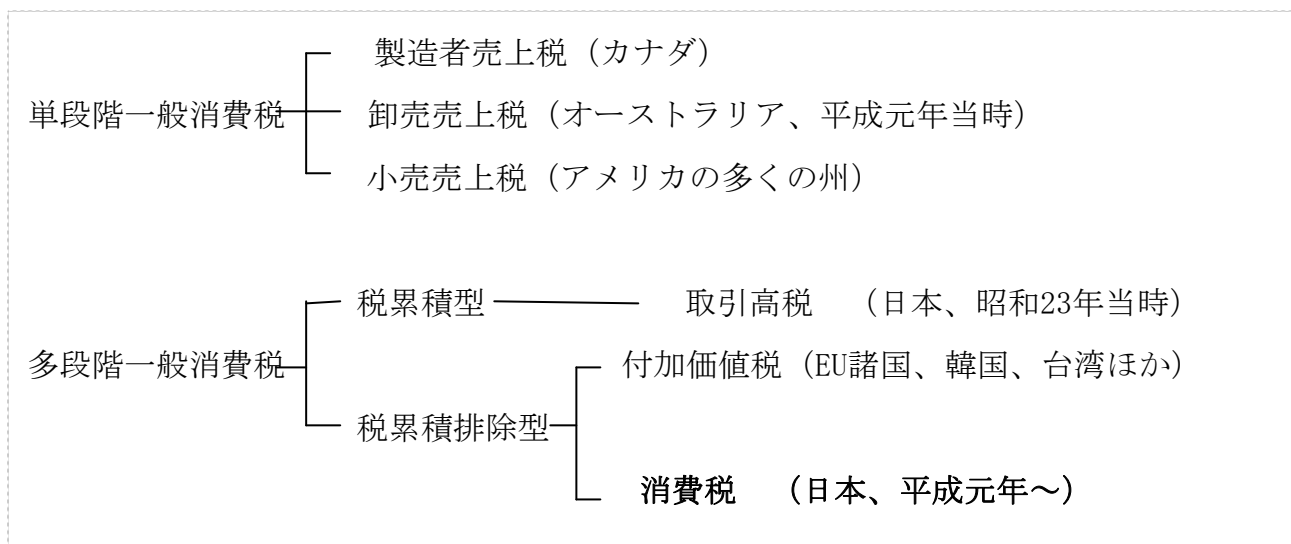 製造者売上税（カナダ）
単段階一般消費税
卸売売上税（オーストラリア、平成元年当時）
小売売上税（アメリカの多くの州）
税累積型
取引高税　（日本、昭和23年当時）
多段階一般消費税
付加価値税（EU諸国、韓国、台湾ほか）
税累積排除型
消費税　（日本、平成元年～）